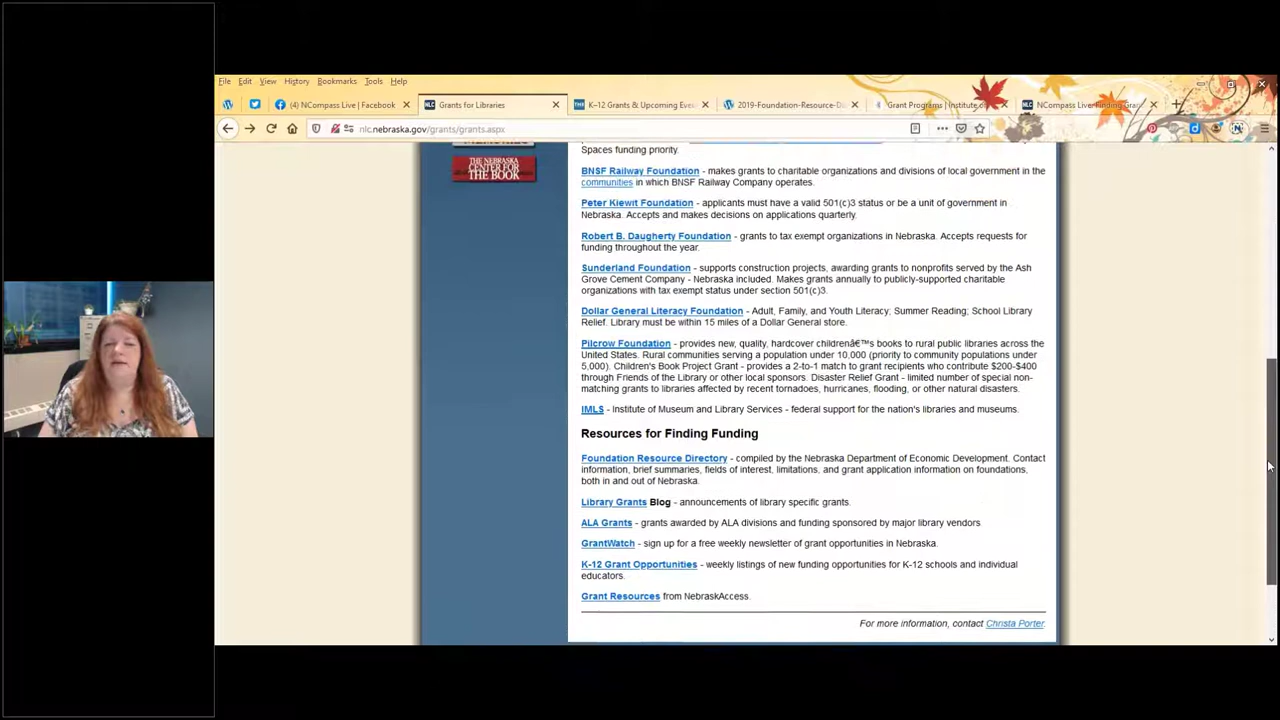 File Edit View History Bookmarks Tools Help
(4) NCompass Live | Facebook
Grants for Libraries
K–12 Grants & Upcoming Eve
2019-Foundation-Resource-D
Grant Programs | Institute o
NCompass Live: Finding Gran
nlc.nebraska.gov/grants/grants.aspx
THE NEBRASKA
CENTER FOR
THE BOOK
Spaces funding priority.
BNSF Railway Foundation - makes grants to charitable organizations and divisions of local government in the
communities in which BNSF Railway Company operates.
Peter Kiewit Foundation - applicants must have a valid 501(c)3 status or be a unit of government in
Nebraska. Accepts and makes decisions on applications quarterly.
Robert B. Daugherty Foundation - grants to tax exempt organizations in Nebraska. Accepts requests for
funding throughout the year.
Sunderland Foundation - supports construction projects, awarding grants to nonprofits served by the Ash
Grove Cement Company - Nebraska included. Makes grants annually to publicly-supported charitable
organizations with tax exempt status under section 501(c)3.
Dollar General Literacy Foundation - Adult, Family, and Youth Literacy; Summer Reading; School Library
Relief. Library must be within 15 miles of a Dollar General store.
Pilcrow Foundation - provides new, quality, hardcover childrenâ€™s books to rural public libraries across the
United States. Rural communities serving a population under 10,000 (priority to community populations under
5,000). Children's Book Project Grant - provides a 2-to-1 match to grant recipients who contribute $200-$400
through Friends of the Library or other local sponsors. Disaster Relief Grant - limited number of special non-
matching grants to libraries affected by recent tornadoes, hurricanes, flooding, or other natural disasters.
IMLS - Institute of Museum and Library Services - federal support for the nation's libraries and museums.
Resources for Finding Funding
Foundation Resource Directory - compiled by the Nebraska Department of Economic Development. Contact
information, brief summaries, fields of interest, limitations, and grant application information on foundations,
both in and out of Nebraska.
Library Grants Blog - announcements of library specific grants.
ALA Grants - grants awarded by ALA divisions and funding sponsored by major library vendors
GrantWatch - sign up for a free weekly newsletter of grant opportunities in Nebraska.
K-12 Grant Opportunities - weekly listings of new funding opportunities for K-12 schools and individual
educators.
Grant Resources from NebraskAccess.
For more information, contact Christa Porter.